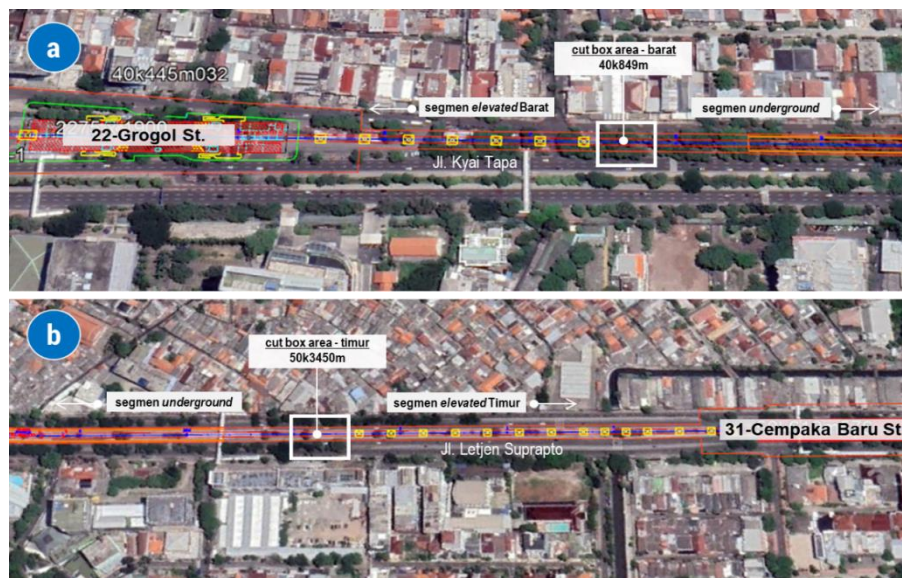 a
40k445m032
22-Grogol St.
segmen elevated Barat
cut box area - barat
40k849m
segmen underground
Jl. Kyai Tapa
b
cut box area - timur
50k3450m
segmen underground
segmen elevated Timur
31-Cempaka Baru St
Jl. Letjen Suprapto